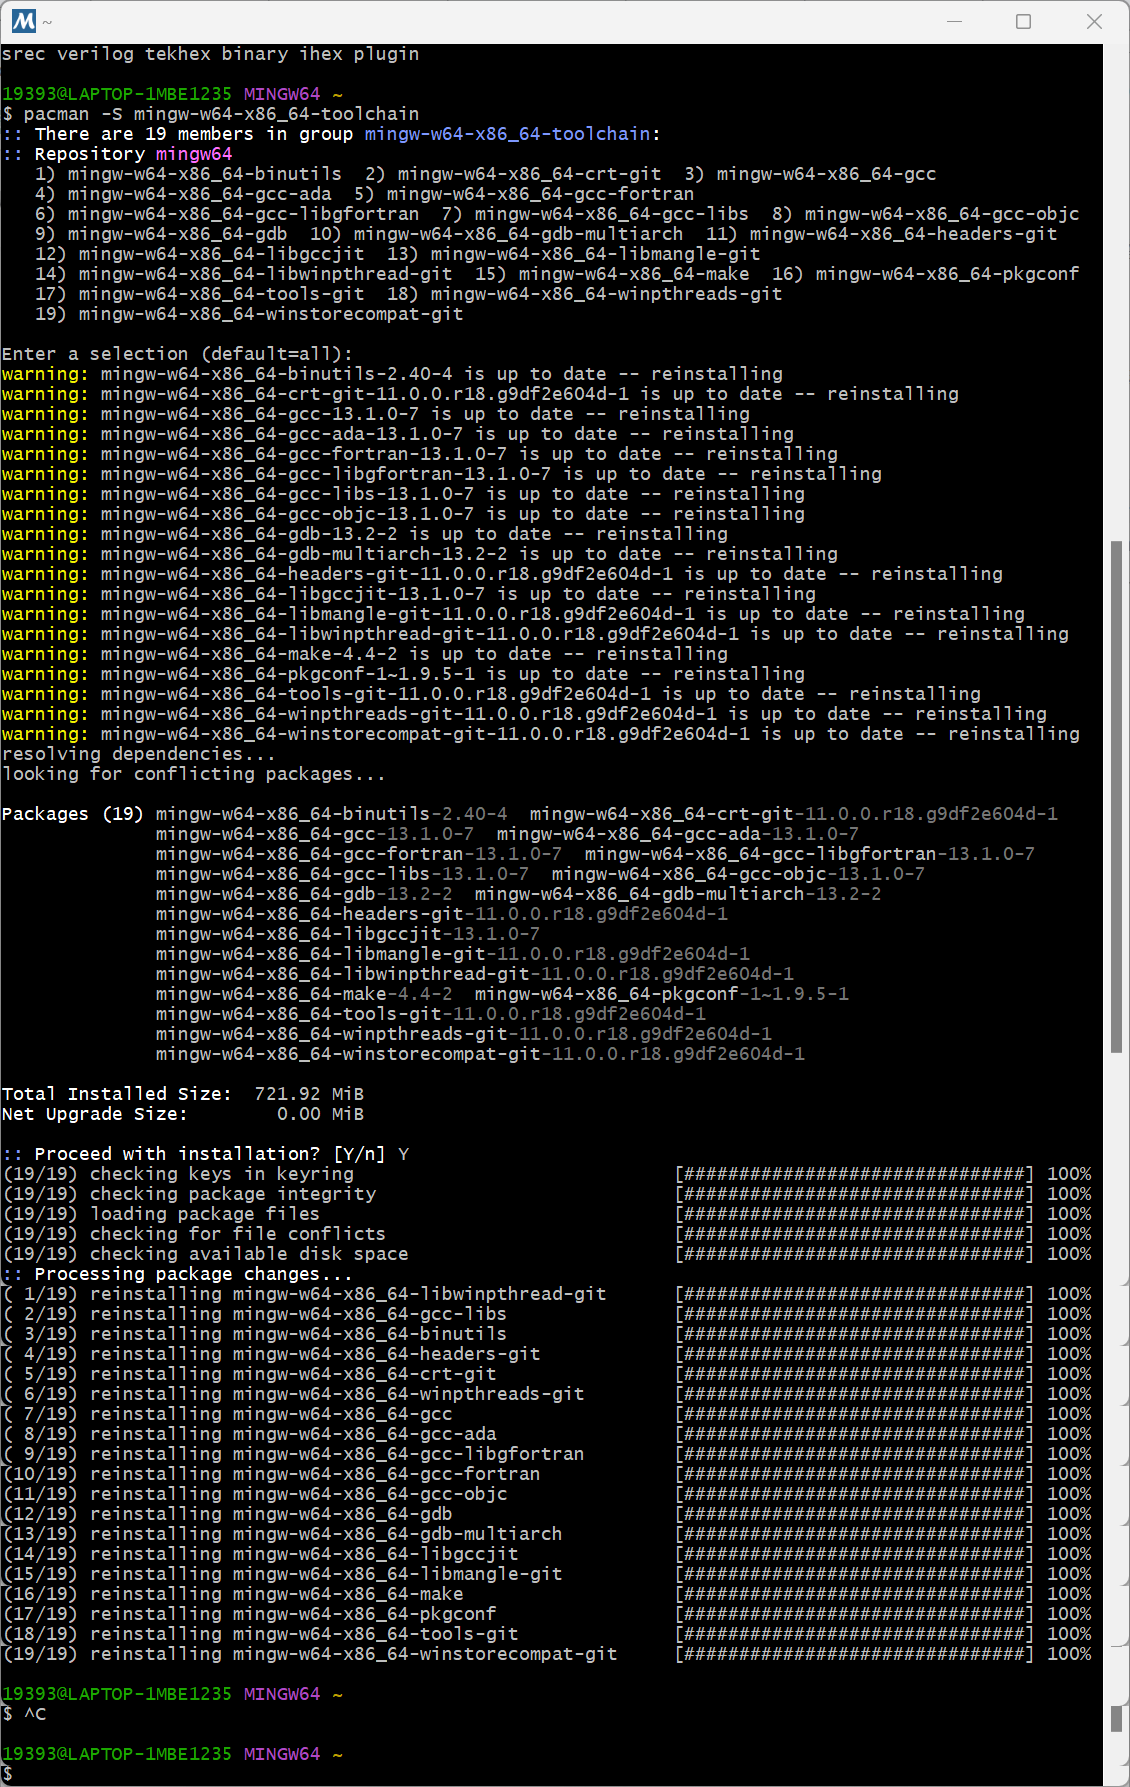 ~
srec verilog tekhex binary ihex plugin
19393@LAPTOP-1MBE1235 MINGW64 ~
$ pacman -S mingw-w64-x86_64-toolchain
:: There are 19 members in group mingw-w64-x86_64-toolchain:
:: Repository mingw64
   1) mingw-w64-x86_64-binutils  2) mingw-w64-x86_64-crt-git  3) mingw-w64-x86_64-gcc
   4) mingw-w64-x86_64-gcc-ada  5) mingw-w64-x86_64-gcc-fortran
   6) mingw-w64-x86_64-gcc-libgfortran  7) mingw-w64-x86_64-gcc-libs  8) mingw-w64-x86_64-gcc-objc
   9) mingw-w64-x86_64-gdb  10) mingw-w64-x86_64-gdb-multiarch  11) mingw-w64-x86_64-headers-git
   12) mingw-w64-x86_64-libgccjit  13) mingw-w64-x86_64-libmangle-git
   14) mingw-w64-x86_64-libwinpthread-git  15) mingw-w64-x86_64-make  16) mingw-w64-x86_64-pkgconf
   17) mingw-w64-x86_64-tools-git  18) mingw-w64-x86_64-winpthreads-git
   19) mingw-w64-x86_64-winstorecompat-git
Enter a selection (default=all):
warning: mingw-w64-x86_64-binutils-2.40-4 is up to date -- reinstalling
warning: mingw-w64-x86_64-crt-git-11.0.0.r18.g9df2e604d-1 is up to date -- reinstalling
warning: mingw-w64-x86_64-gcc-13.1.0-7 is up to date -- reinstalling
warning: mingw-w64-x86_64-gcc-ada-13.1.0-7 is up to date -- reinstalling
warning: mingw-w64-x86_64-gcc-fortran-13.1.0-7 is up to date -- reinstalling
warning: mingw-w64-x86_64-gcc-libgfortran-13.1.0-7 is up to date -- reinstalling
warning: mingw-w64-x86_64-gcc-libs-13.1.0-7 is up to date -- reinstalling
warning: mingw-w64-x86_64-gcc-objc-13.1.0-7 is up to date -- reinstalling
warning: mingw-w64-x86_64-gdb-13.2-2 is up to date -- reinstalling
warning: mingw-w64-x86_64-gdb-multiarch-13.2-2 is up to date -- reinstalling
warning: mingw-w64-x86_64-headers-git-11.0.0.r18.g9df2e604d-1 is up to date -- reinstalling
warning: mingw-w64-x86_64-libgccjit-13.1.0-7 is up to date -- reinstalling
warning: mingw-w64-x86_64-libmangle-git-11.0.0.r18.g9df2e604d-1 is up to date -- reinstalling
warning: mingw-w64-x86_64-libwinpthread-git-11.0.0.r18.g9df2e604d-1 is up to date -- reinstalling
warning: mingw-w64-x86_64-make-4.4-2 is up to date -- reinstalling
warning: mingw-w64-x86_64-pkgconf-1~1.9.5-1 is up to date -- reinstalling
warning: mingw-w64-x86_64-tools-git-11.0.0.r18.g9df2e604d-1 is up to date -- reinstalling
warning: mingw-w64-x86_64-winpthreads-git-11.0.0.r18.g9df2e604d-1 is up to date -- reinstalling
warning: mingw-w64-x86_64-winstorecompat-git-11.0.0.r18.g9df2e604d-1 is up to date -- reinstalling
resolving dependencies...
looking for conflicting packages...
Packages (19) mingw-w64-x86_64-binutils-2.40-4  mingw-w64-x86_64-crt-git-11.0.0.r18.g9df2e604d-1
              mingw-w64-x86_64-gcc-13.1.0-7  mingw-w64-x86_64-gcc-ada-13.1.0-7
              mingw-w64-x86_64-gcc-fortran-13.1.0-7  mingw-w64-x86_64-gcc-libgfortran-13.1.0-7
              mingw-w64-x86_64-gcc-libs-13.1.0-7  mingw-w64-x86_64-gcc-objc-13.1.0-7
              mingw-w64-x86_64-gdb-13.2-2  mingw-w64-x86_64-gdb-multiarch-13.2-2
              mingw-w64-x86_64-headers-git-11.0.0.r18.g9df2e604d-1
              mingw-w64-x86_64-libgccjit-13.1.0-7
              mingw-w64-x86_64-libmangle-git-11.0.0.r18.g9df2e604d-1
              mingw-w64-x86_64-libwinpthread-git-11.0.0.r18.g9df2e604d-1
              mingw-w64-x86_64-make-4.4-2  mingw-w64-x86_64-pkgconf-1~1.9.5-1
              mingw-w64-x86_64-tools-git-11.0.0.r18.g9df2e604d-1
              mingw-w64-x86_64-winpthreads-git-11.0.0.r18.g9df2e604d-1
              mingw-w64-x86_64-winstorecompat-git-11.0.0.r18.g9df2e604d-1
Total Installed Size:  721.92 MiB
Net Upgrade Size:        0.00 MiB
:: Proceed with installation? [Y/n] Y
(19/19) checking keys in keyring [###############################] 100%
(19/19) checking package integrity [###############################] 100%
(19/19) loading package files [###############################] 100%
(19/19) checking for file conflicts [###############################] 100%
(19/19) checking available disk space [###############################] 100%
:: Processing package changes...
( 1/19) reinstalling mingw-w64-x86_64-libwinpthread-git [###############################] 100%
( 2/19) reinstalling mingw-w64-x86_64-gcc-libs [###############################] 100%
( 3/19) reinstalling mingw-w64-x86_64-binutils [###############################] 100%
( 4/19) reinstalling mingw-w64-x86_64-headers-git [###############################] 100%
( 5/19) reinstalling mingw-w64-x86_64-crt-git [###############################] 100%
( 6/19) reinstalling mingw-w64-x86_64-winpthreads-git [###############################] 100%
( 7/19) reinstalling mingw-w64-x86_64-gcc [###############################] 100%
( 8/19) reinstalling mingw-w64-x86_64-gcc-ada [###############################] 100%
( 9/19) reinstalling mingw-w64-x86_64-gcc-libgfortran [###############################] 100%
(10/19) reinstalling mingw-w64-x86_64-gcc-fortran [###############################] 100%
(11/19) reinstalling mingw-w64-x86_64-gcc-objc [###############################] 100%
(12/19) reinstalling mingw-w64-x86_64-gdb [###############################] 100%
(13/19) reinstalling mingw-w64-x86_64-gdb-multiarch [###############################] 100%
(14/19) reinstalling mingw-w64-x86_64-libgccjit [###############################] 100%
(15/19) reinstalling mingw-w64-x86_64-libmangle-git [###############################] 100%
(16/19) reinstalling mingw-w64-x86_64-make [###############################] 100%
(17/19) reinstalling mingw-w64-x86_64-pkgconf [###############################] 100%
(18/19) reinstalling mingw-w64-x86_64-tools-git [###############################] 100%
(19/19) reinstalling mingw-w64-x86_64-winstorecompat-git [###############################] 100%
19393@LAPTOP-1MBE1235 MINGW64 ~
$ ^C
19393@LAPTOP-1MBE1235 MINGW64 ~
$